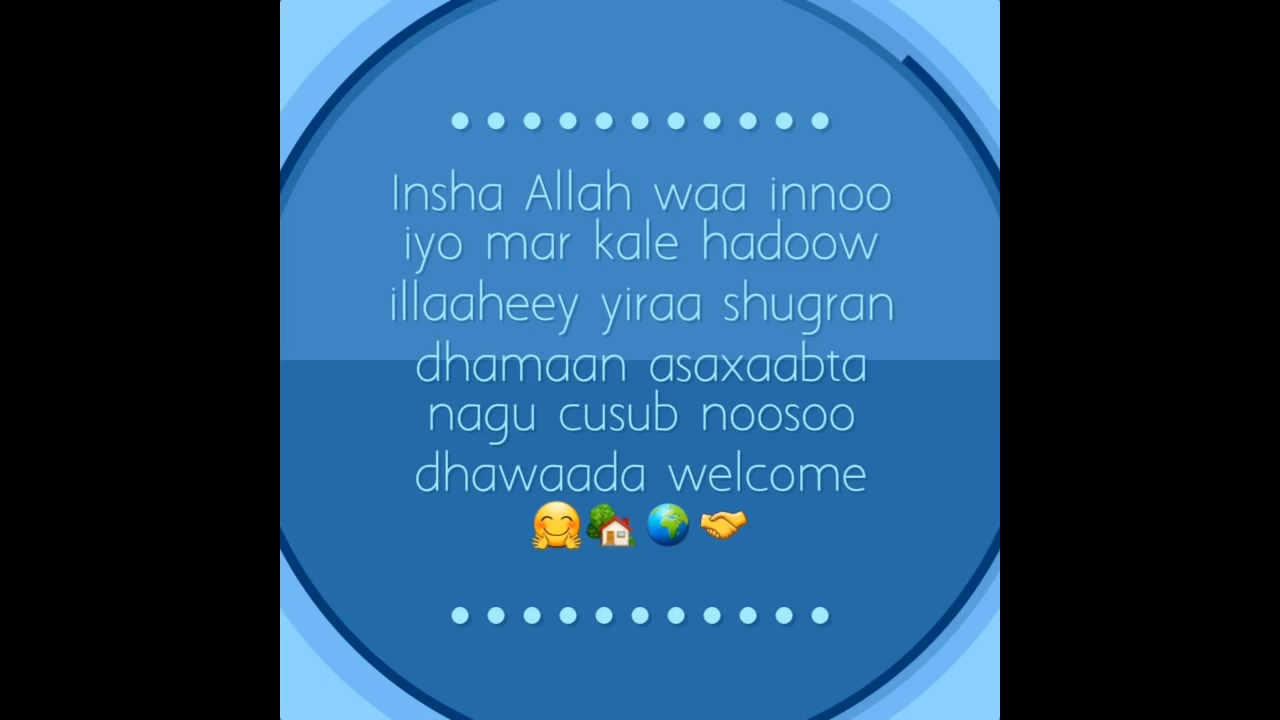 Insha Allah waa innoo
iyo mar kale hadoow
illaaheey yiraa shugran
dhamaan asaxaabta
nagu cusub noosoo
dhawaada welcome
🤗🏡🌍🤝